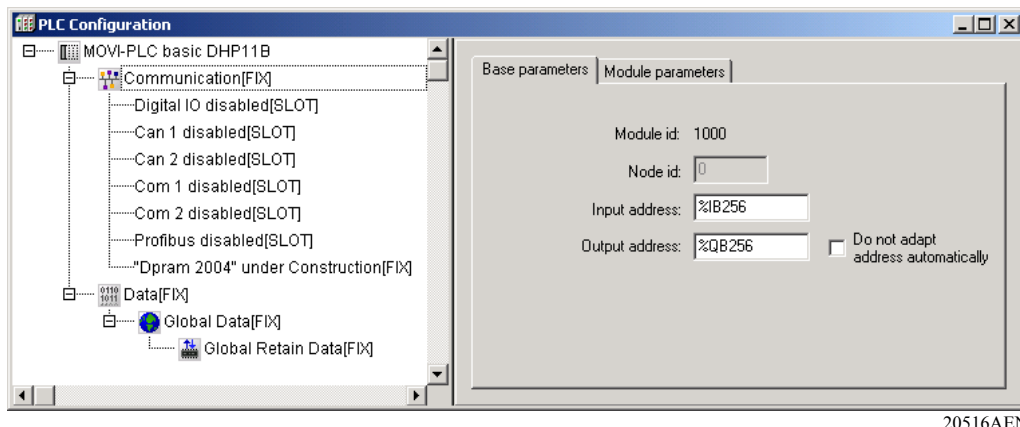 PLC Configuration
MOVI-PLC basic DHP11B
Communication[FIX]
Digital IO disabled[SLOT]
Can 1 disabled[SLOT]
Can 2 disabled[SLOT]
Com 1 disabled[SLOT]
Com 2 disabled[SLOT]
Profibus disabled[SLOT]
"Dpram 2004" under Construction[FIX]
0110
1011
Data[FIX]
Global Data[FIX]
Global Retain Data[FIX]
Base parameters
Module parameters
Module id: 1000
Node id: 0
Input address: %IB256
Output address: %QB256
Do not adapt
address automatically
20516AEN